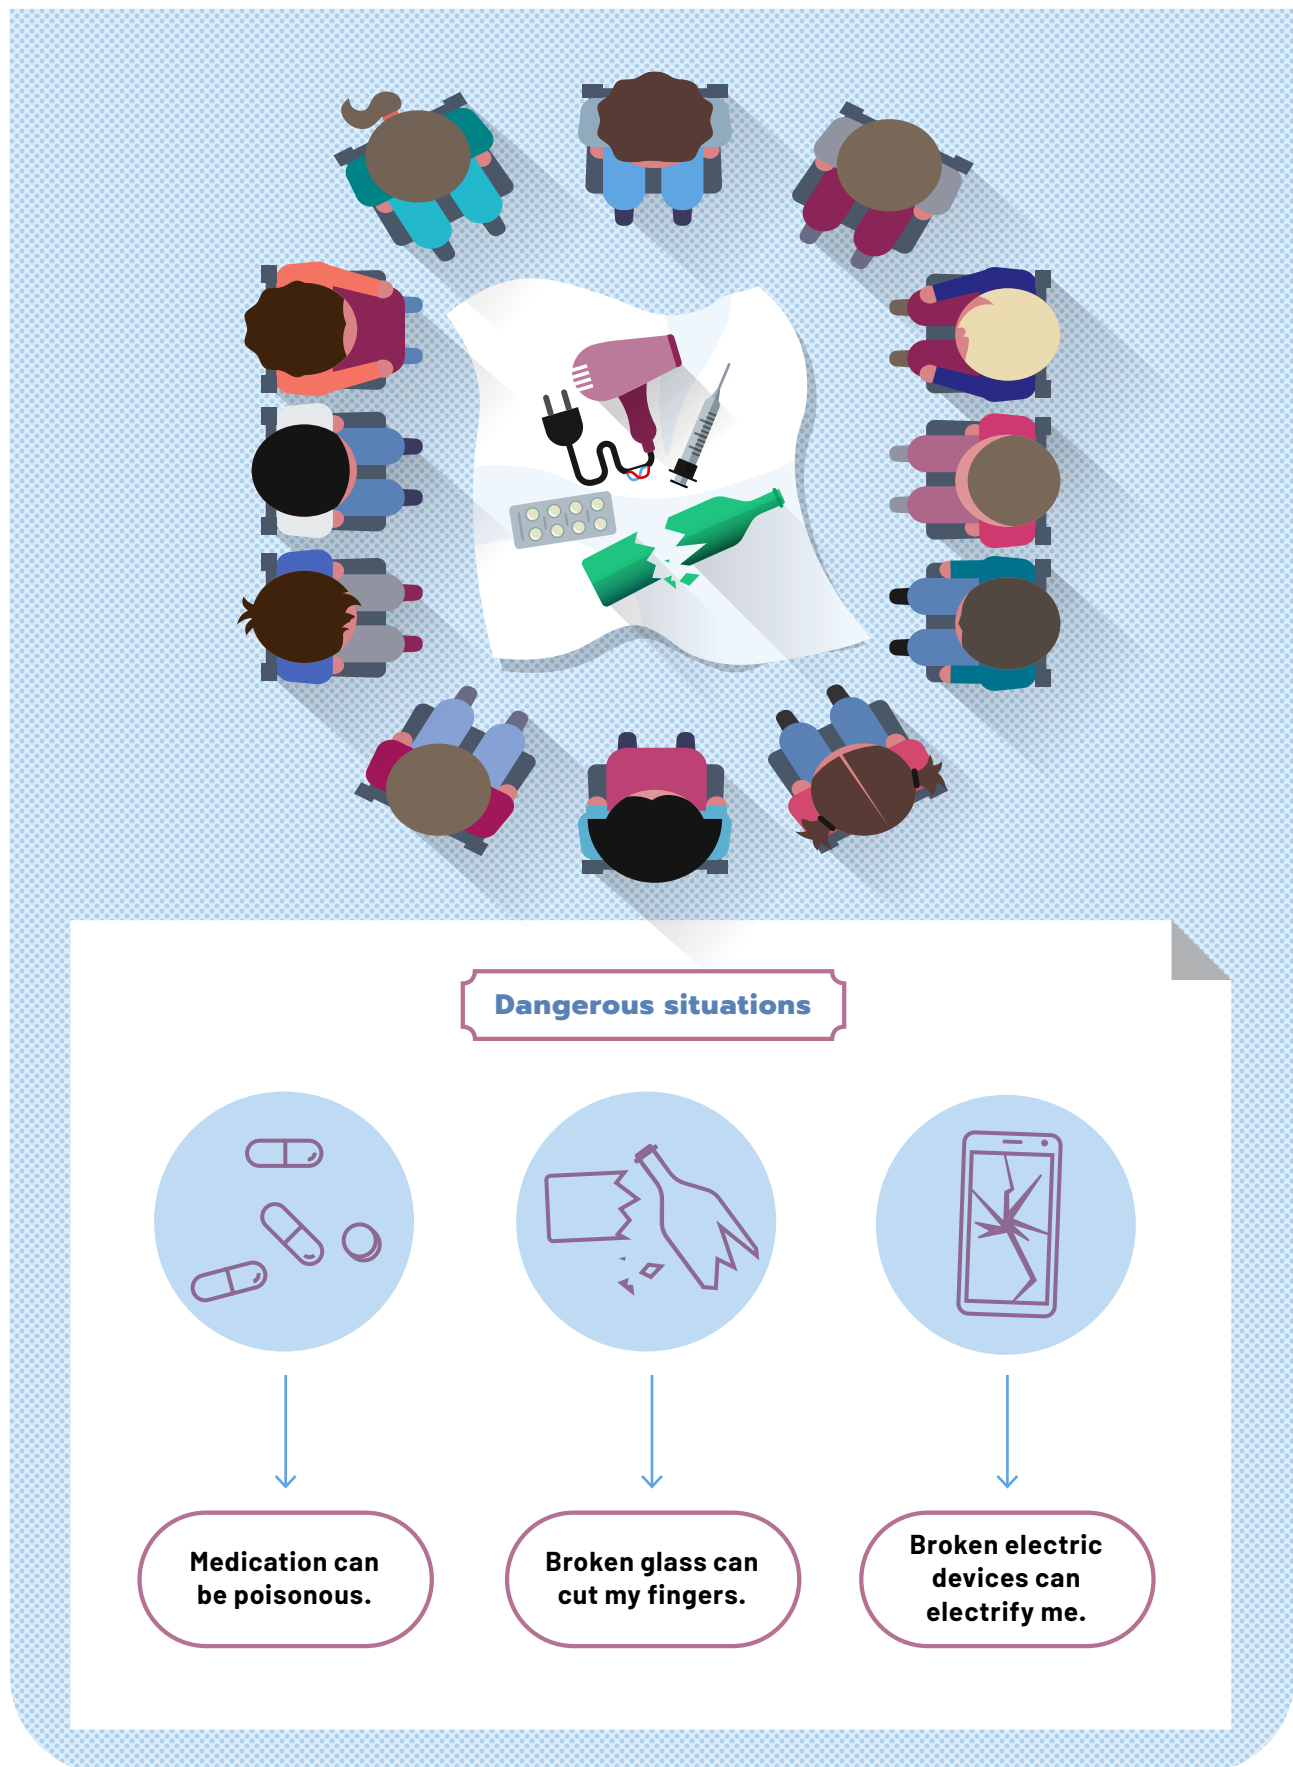 Dangerous situations
Medication can
be poisonous.
Broken glass can
cut my fingers.
Broken electric
devices can
electrify me.